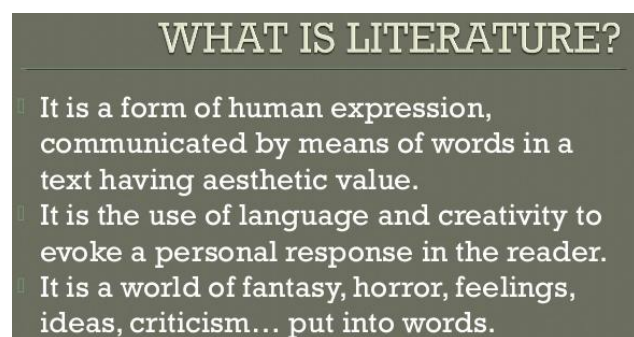 WHAT IS LITERATURE?
It is a form of human expression,
communicated by means of words in a
text having aesthetic value.
It is the use of language and creativity to
evoke a personal response in the reader.
It is a world of fantasy, horror, feelings,
ideas, criticism... put into words.